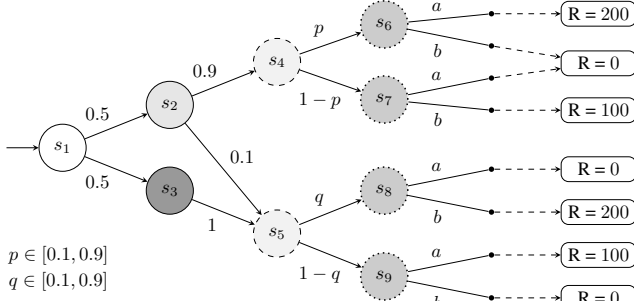 s₆ a R = 200
p b
0.9 s₄ R = 0
1 − p a
s₂ s₇ b R = 100
0.5
s₁ 0.1
0.5 s₃ a R = 0
q s₈ b
1 s₅ R = 200
1 − q a R = 100
p ∈ [0.1, 0.9] s₉
q ∈ [0.1, 0.9] b R = 0